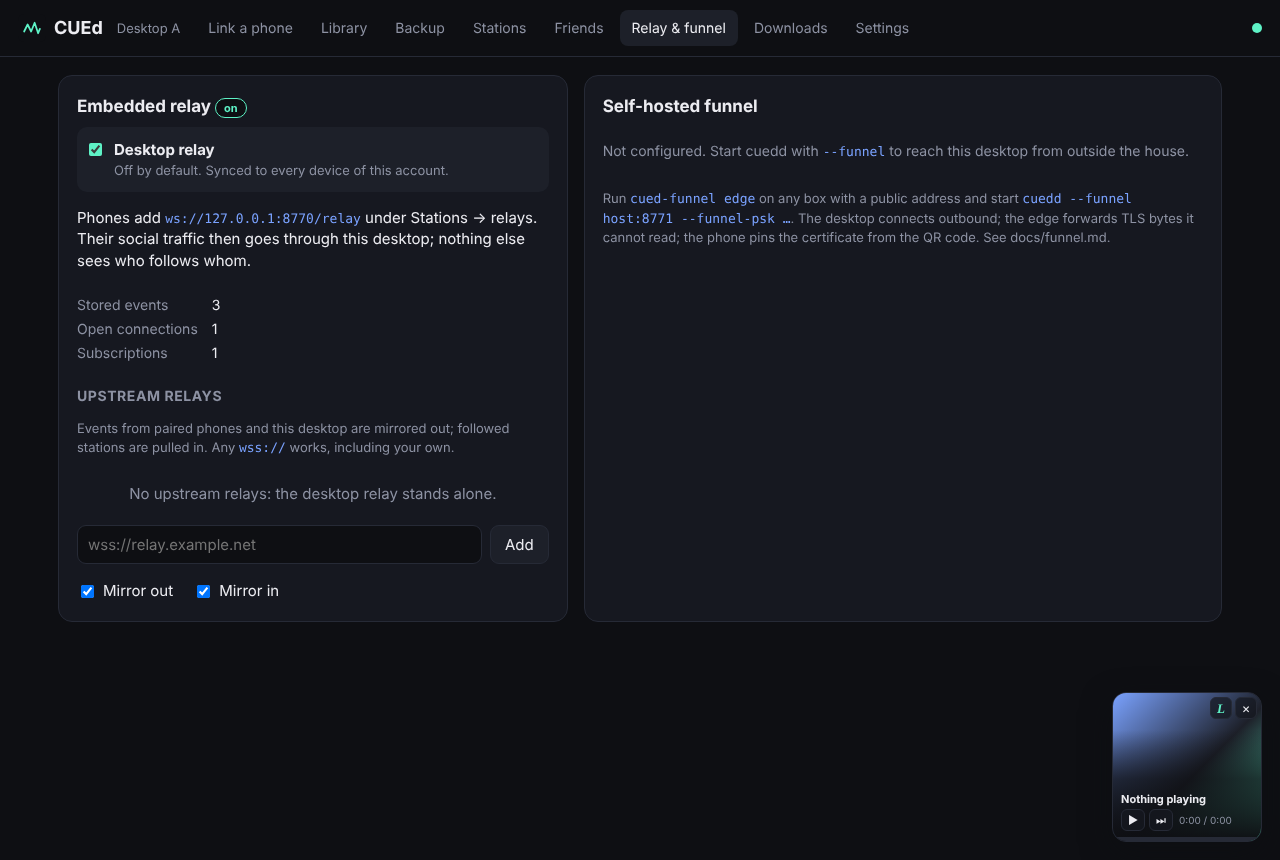 CUEd Desktop A Link a phone Library Backup Stations Friends Relay & funnel Downloads Settings
Embedded relay on
Desktop relay
Off by default. Synced to every device of this account.
Phones add ws://127.0.0.1:8770/relay under Stations → relays.
Their social traffic then goes through this desktop; nothing else
sees who follows whom.
Stored events 3
Open connections 1
Subscriptions 1
UPSTREAM RELAYS
Events from paired phones and this desktop are mirrored out; followed
stations are pulled in. Any wss:// works, including your own.
No upstream relays: the desktop relay stands alone.
wss://relay.example.net Add
Mirror out Mirror in
Self-hosted funnel
Not configured. Start cuedd with --funnel to reach this desktop from outside the house.
Run cued-funnel edge on any box with a public address and start cuedd --funnel
host:8771 --funnel-psk …. The desktop connects outbound; the edge forwards TLS bytes it
cannot read; the phone pins the certificate from the QR code. See docs/funnel.md.
L ×
Nothing playing
0:00 / 0:00